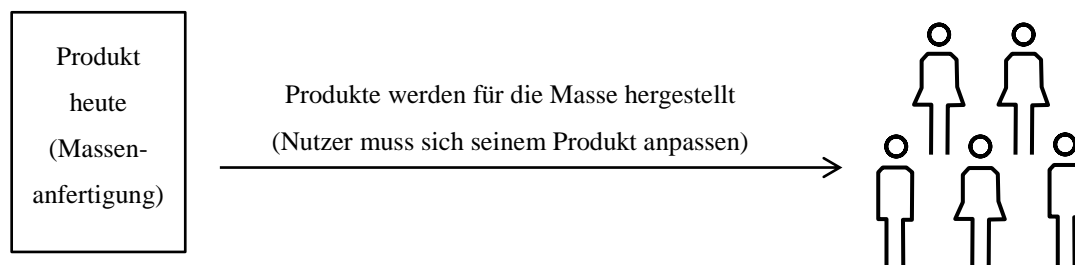 Produkt
heute
(Massen-
anfertigung)
Produkte werden für die Masse hergestellt
(Nutzer muss sich seinem Produkt anpassen)